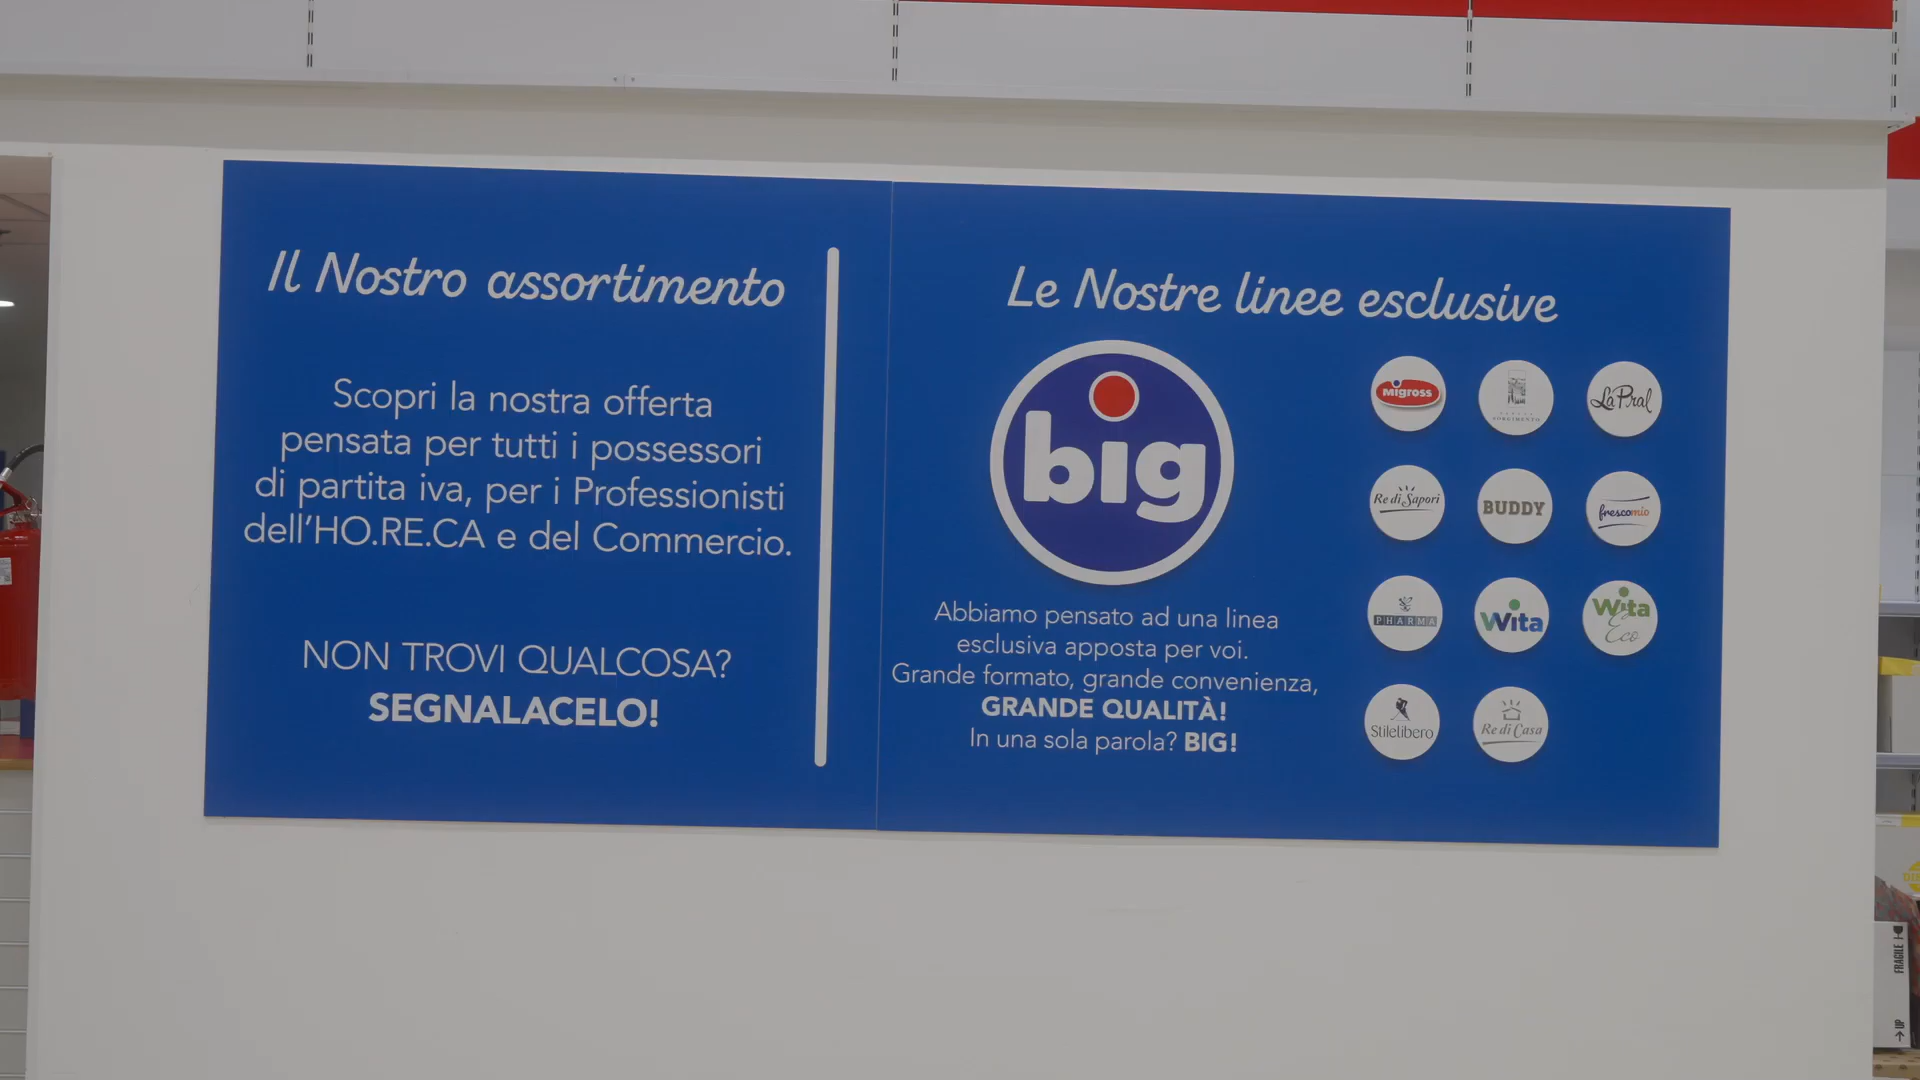 Il Nostro assortimento
Scopri la nostra offerta
pensata per tutti i possessori
di partita iva, per i Professionisti
dell'HO.RE.CA e del Commercio.
NON TROVI QUALCOSA?
SEGNALACELO!
Le Nostre linee esclusive
big
Abbiamo pensato ad una linea
esclusiva apposta per voi.
Grande formato, grande convenienza,
GRANDE QUALITÀ!
In una sola parola? BIG!
Migross
La Pral
Re di Sapori
BUDDY
frescomio
PHARMA
Wita
Wita
Eco
Stilelibero
Re di Casa
FRAGILE
UP